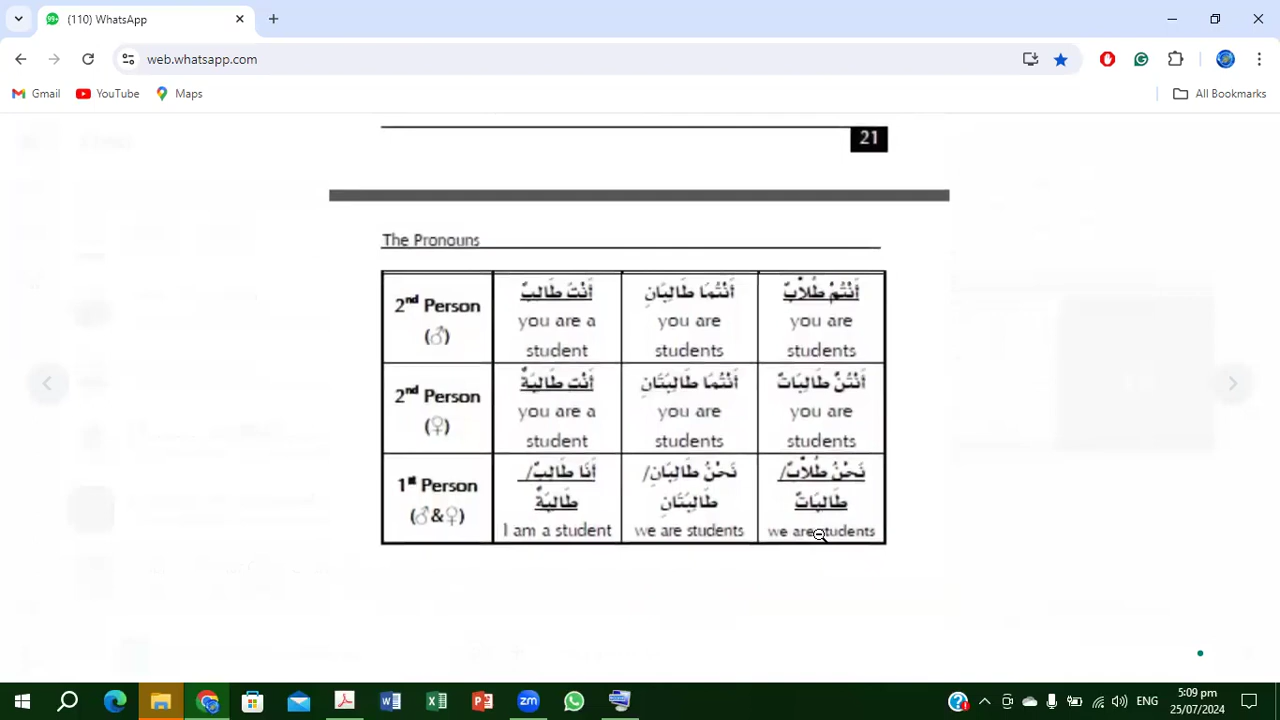 (110) WhatsApp
web.whatsapp.com
Gmail YouTube Maps All Bookmarks
21
The Pronouns
2nd Person (♂)
أَنْتَ طَالِبٌ
you are a
student
أَنْتُمَا طَالِبَانِ
you are
students
أَنْتُمْ طُلاَّبٌ
you are
students
2nd Person (♀)
أَنْتِ طَالِبَةٌ
you are a
student
أَنْتُمَا طَالِبَتَانِ
you are
students
أَنْتُنَّ طَالِبَاتٌ
you are
students
1st Person (♂&♀)
أَنَا طَالِبٌ/
طَالِبَةٌ
I am a student
نَحْنُ طَالِبَانِ/
طَالِبَتَانِ
we are students
نَحْنُ طُلاَّبٌ/
طَالِبَاتٌ
we are students
ENG
5:09 pm
25/07/2024